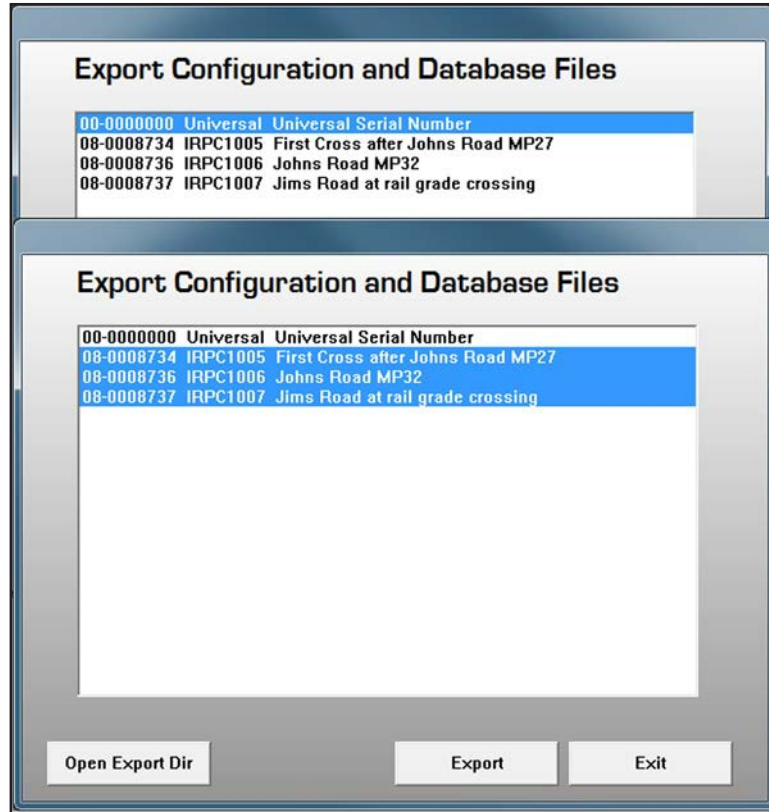 Export Configuration and Database Files
00-0000000 Universal Universal Serial Number
08-0008734 IRPC1005 First Cross after Johns Road MP27
08-0008736 IRPC1006 Johns Road MP32
08-0008737 IRPC1007 Jims Road at rail grade crossing
Export Configuration and Database Files
00-0000000 Universal Universal Serial Number
08-0008734 IRPC1005 First Cross after Johns Road MP27
08-0008736 IRPC1006 Johns Road MP32
08-0008737 IRPC1007 Jims Road at rail grade crossing
Open Export Dir Export Exit